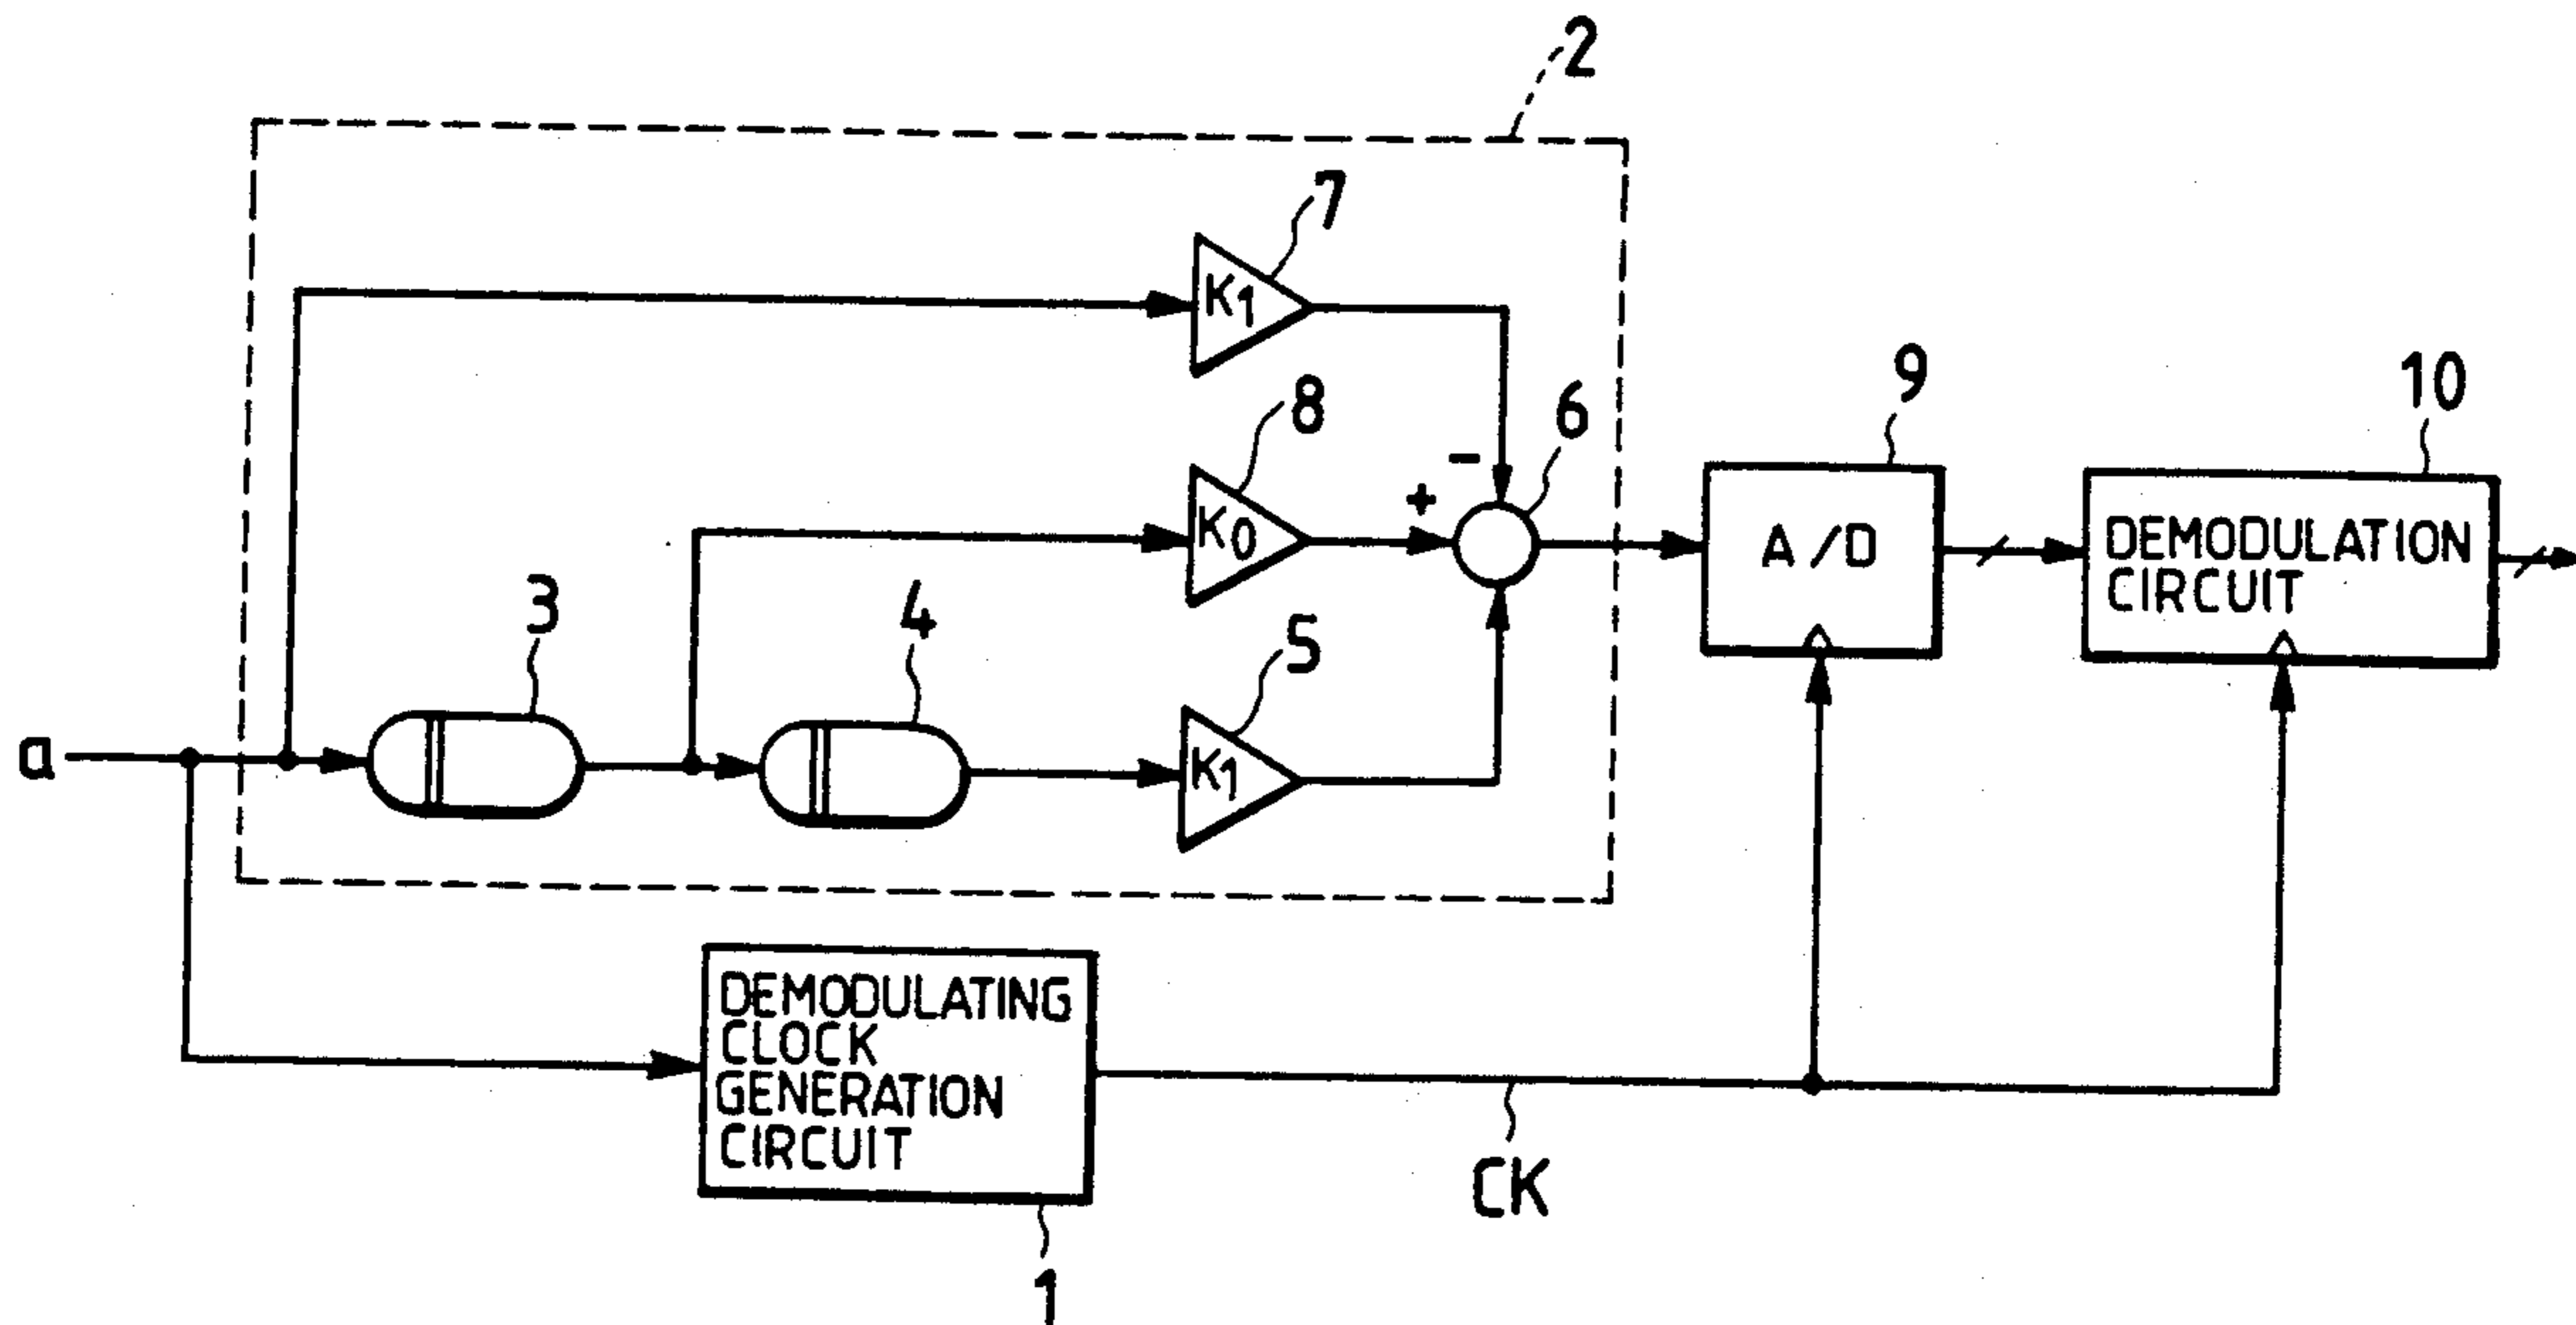 2
7
K1
8
9
10
K0
-
+
6
A/D
DEMODULATION
CIRCUIT
3
4
5
K1
a
DEMODULATING
CLOCK
GENERATION
CIRCUIT
CK
1